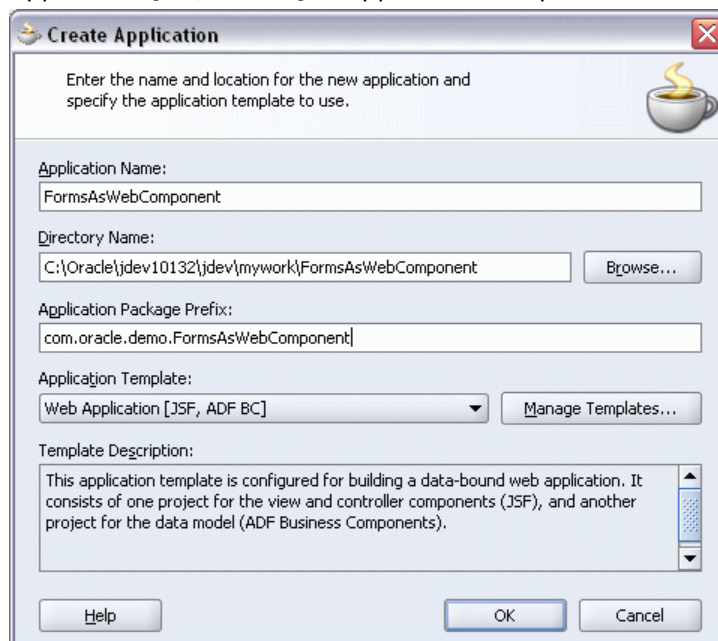 Create Application
Enter the name and location for the new application and
specify the application template to use.
Application Name:
FormsAsWebComponent
Directory Name:
C:\Oracle\jdev10132\jdev\mywork\FormsAsWebComponent
Browse...
Application Package Prefix:
com.oracle.demo.FormsAsWebComponent
Application Template:
Web Application [JSF, ADF BC]
Manage Templates...
Template Description:
This application template is configured for building a data-bound web application. It
consists of one project for the view and controller components (JSF), and another
project for the data model (ADF Business Components).
Help
OK
Cancel